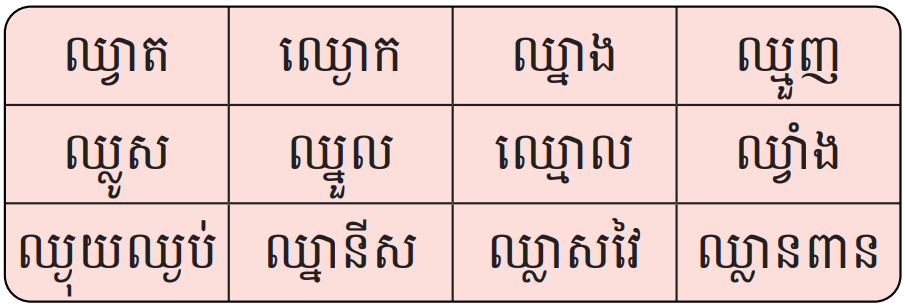 ឈ្វាត ឈ្ងោក ឈ្នាង ឈ្មួញ
ឈ្លូស ឈ្នួល ឈ្មោល ឈ្វាំង
ឈ្ងុយឈ្ងប់ ឈ្នានីស ឈ្លាសវៃ ឈ្លានពាន